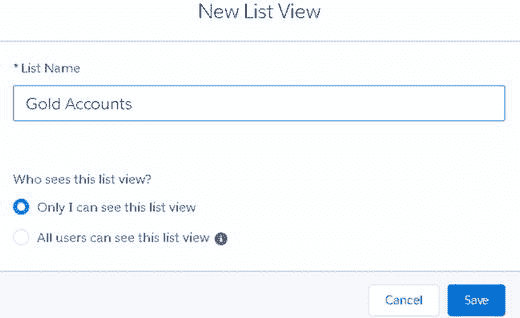 New List View
* List Name
Gold Accounts
Who sees this list view?
Only I can see this list view
All users can see this list view
Cancel Save